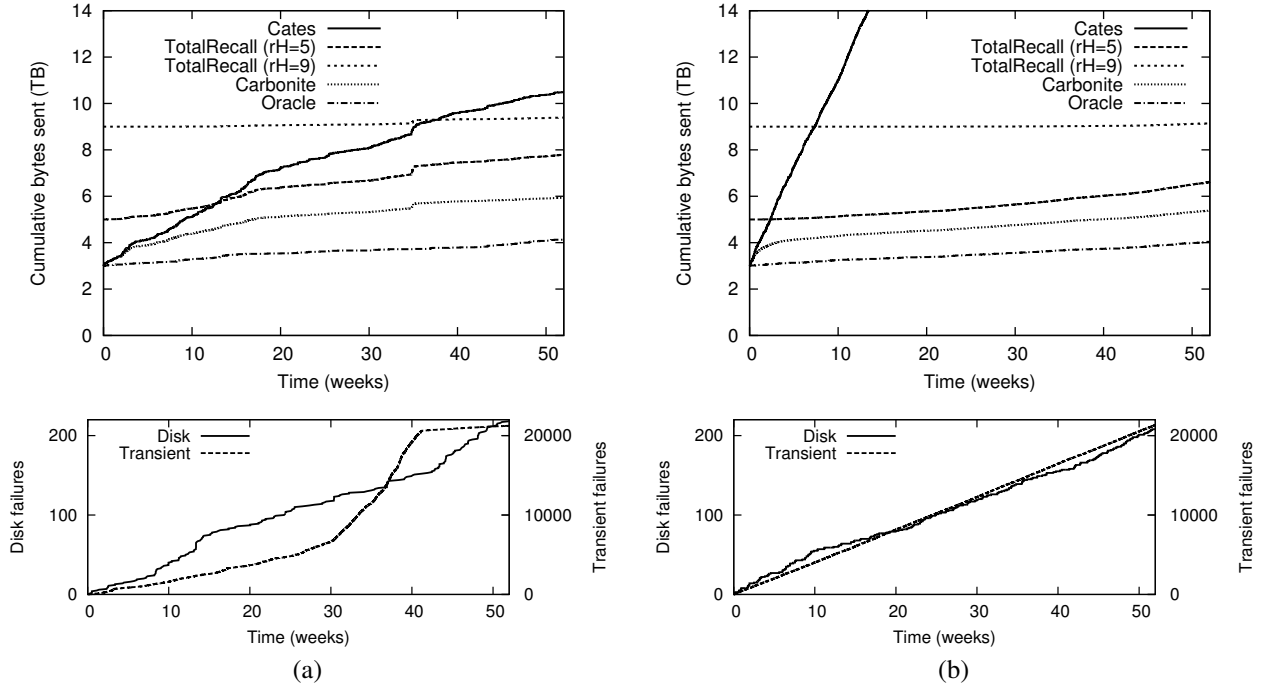 14
12
10
8
6
4
2
0
Cumulative bytes sent (TB)
Cates
TotalRecall (rH=5)
TotalRecall (rH=9)
Carbonite
Oracle
0 10 20 30 40 50
Time (weeks)
200
100
0
Disk failures
Disk
Transient
20000
10000
0
Transient failures
0 10 20 30 40 50
Time (weeks)
(a)
14
12
10
8
6
4
2
0
Cumulative bytes sent (TB)
Cates
TotalRecall (rH=5)
TotalRecall (rH=9)
Carbonite
Oracle
0 10 20 30 40 50
Time (weeks)
200
100
0
Disk failures
Disk
Transient
20000
10000
0
Transient failures
0 10 20 30 40 50
Time (weeks)
(b)